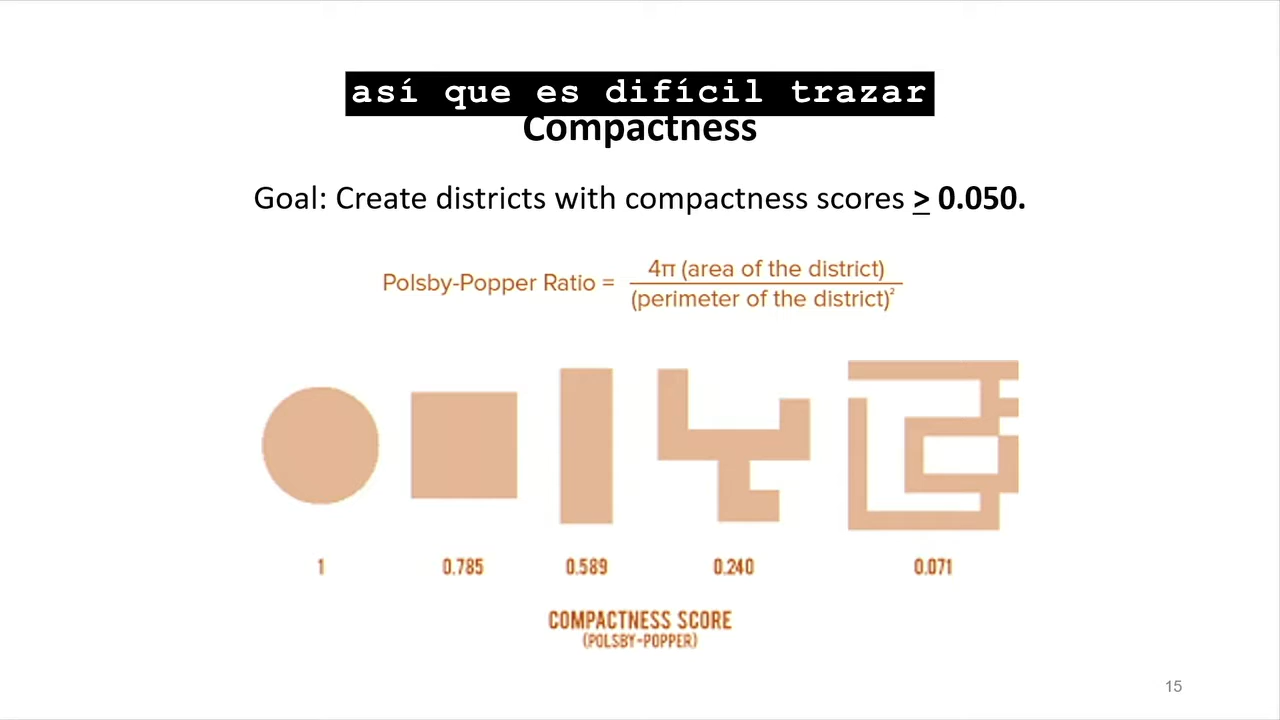 así que es difícil trazar
Compactness
Goal: Create districts with compactness scores ≥ 0.050.
Polsby-Popper Ratio = 4π (area of the district)
(perimeter of the district)²
1 0.785 0.589 0.240 0.071
COMPACTNESS SCORE
(POLSBY-POPPER)
15